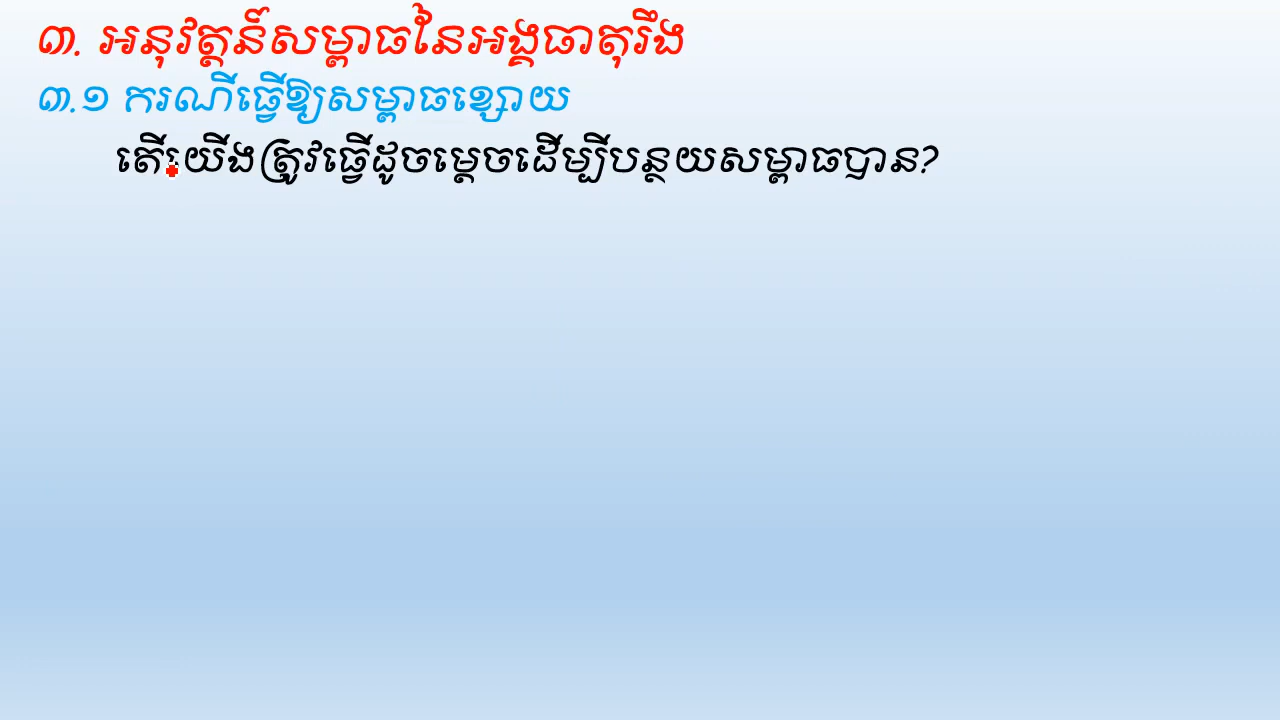 ៣. អនុវត្តន៍សម្ពាធនៃអង្គធាតុរឹង
៣.១ ករណីធ្វើឱ្យសម្ពាធខ្សោយ
តើយើងត្រូវធ្វើដូចម្តេចដើម្បីបន្ថយសម្ពាធបាន?